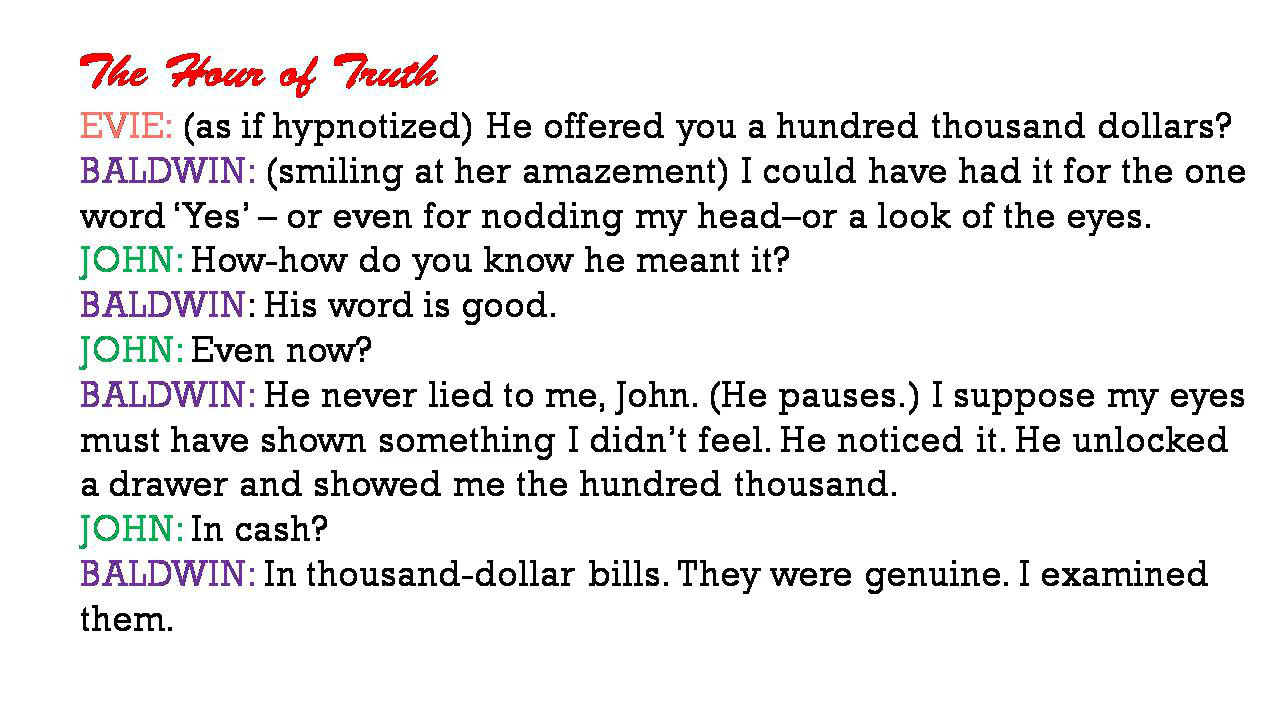 The Hour of Truth
EVIE: (as if hypnotized) He offered you a hundred thousand dollars?
BALDWIN: (smiling at her amazement) I could have had it for the one
word ‘Yes’ – or even for nodding my head–or a look of the eyes.
JOHN: How-how do you know he meant it?
BALDWIN: His word is good.
JOHN: Even now?
BALDWIN: He never lied to me, John. (He pauses.) I suppose my eyes
must have shown something I didn’t feel. He noticed it. He unlocked
a drawer and showed me the hundred thousand.
JOHN: In cash?
BALDWIN: In thousand-dollar bills. They were genuine. I examined
them.